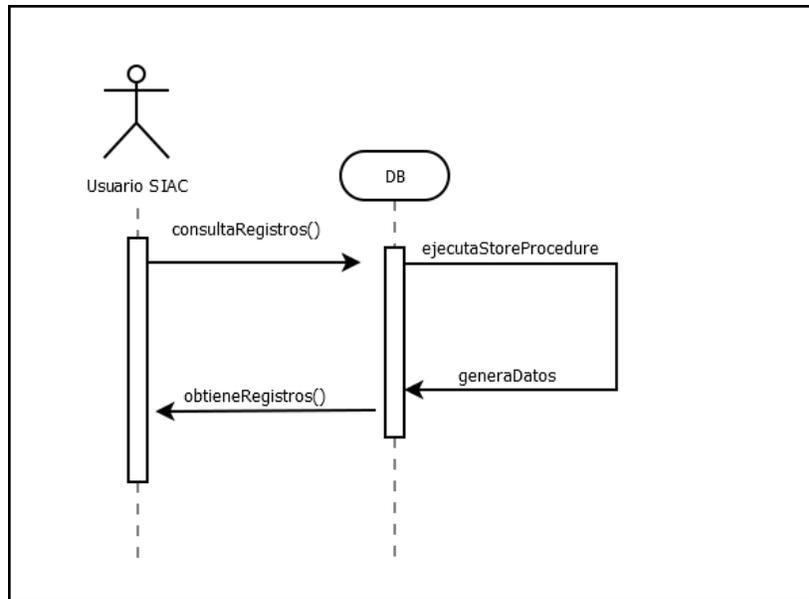 Usuario SIAC
DB
consultaRegistros()
ejecutaStoreProcedure
generaDatos
obtieneRegistros()